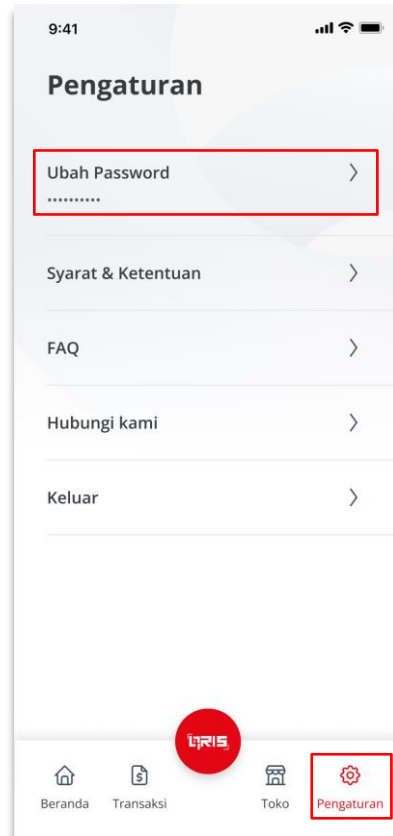 9:41
Pengaturan
Ubah Password
••••••••••
Syarat & Ketentuan
FAQ
Hubungi kami
Keluar
QRIS
Beranda
Transaksi
Toko
Pengaturan